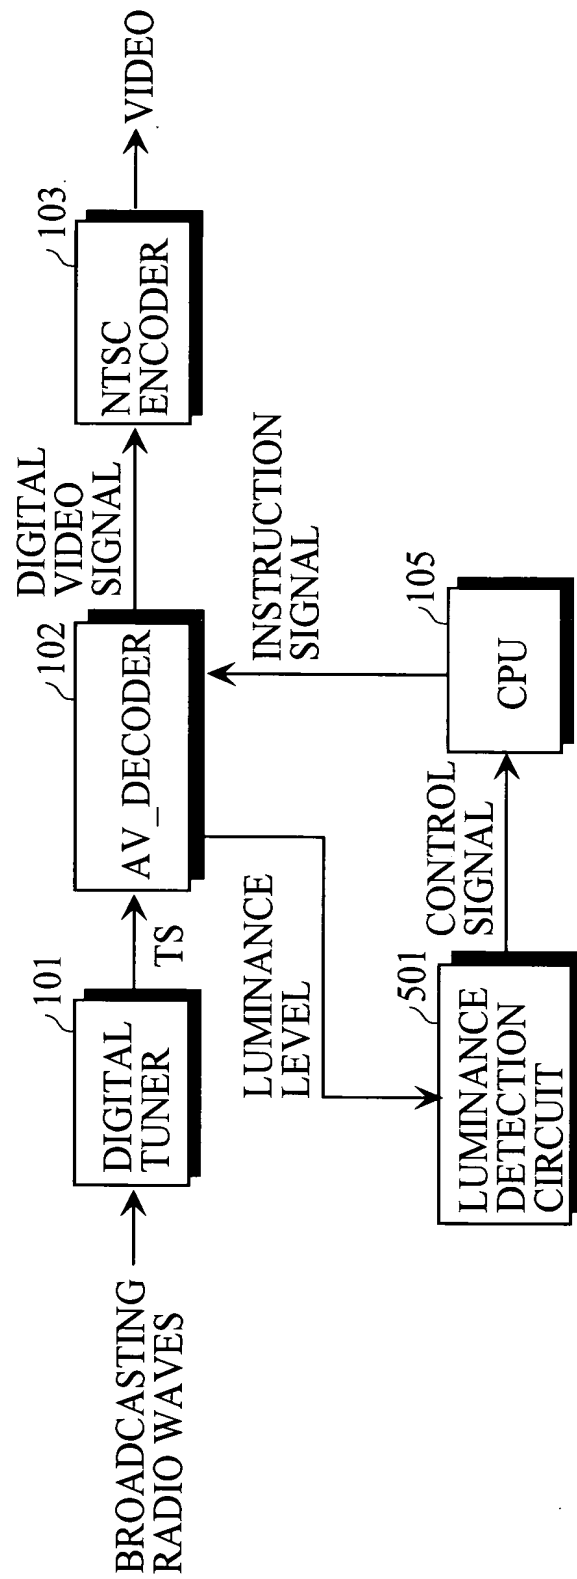 BROADCASTING
RADIO WAVES
101
DIGITAL
TUNER
TS
102
AV_DECODER
DIGITAL
VIDEO
SIGNAL
103
NTSC
ENCODER
VIDEO
LUMINANCE
LEVEL
INSTRUCTION
SIGNAL
501
LUMINANCE
DETECTION
CIRCUIT
CONTROL
SIGNAL
105
CPU